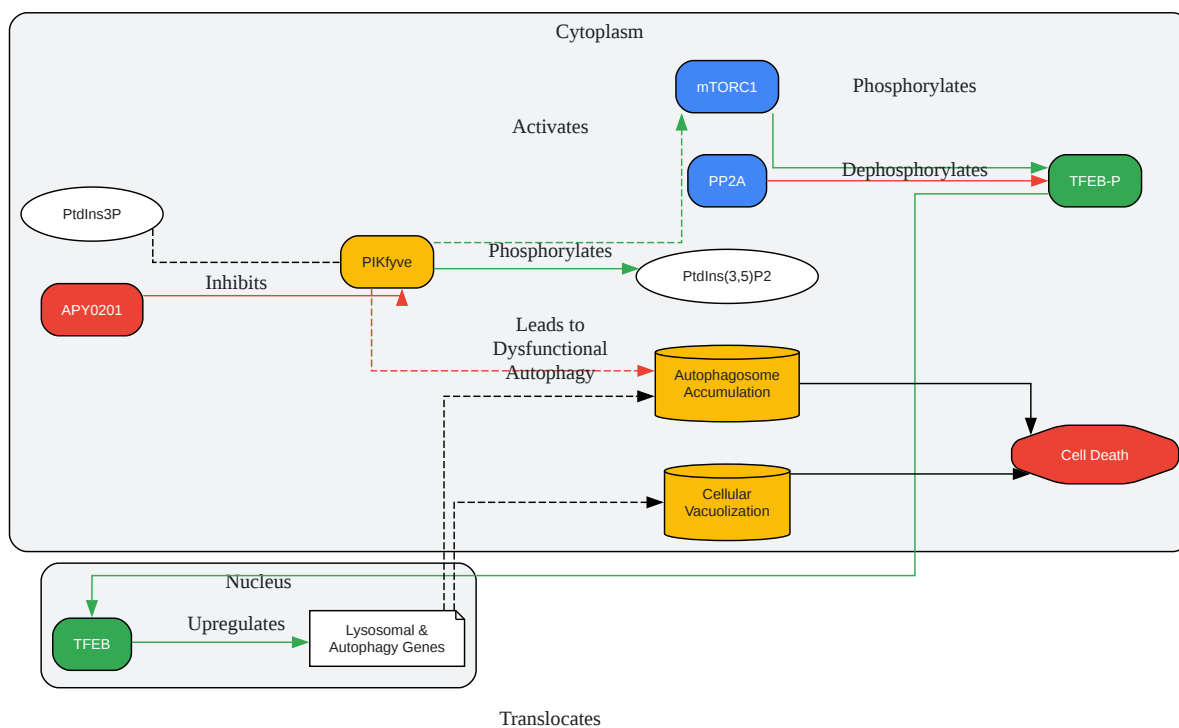 Cytoplasm
mTORC1
Phosphorylates
Activates
PP2A
Dephosphorylates
TFEB-P
PtdIns3P
PIKfyve
Phosphorylates
PtdIns(3,5)P2
Inhibits
APY0201
Leads to
Dysfunctional
Autophagy
Autophagosome
Accumulation
Cell Death
Cellular
Vacuolization
Nucleus
TFEB
Upregulates
Lysosomal &
Autophagy Genes
Translocates